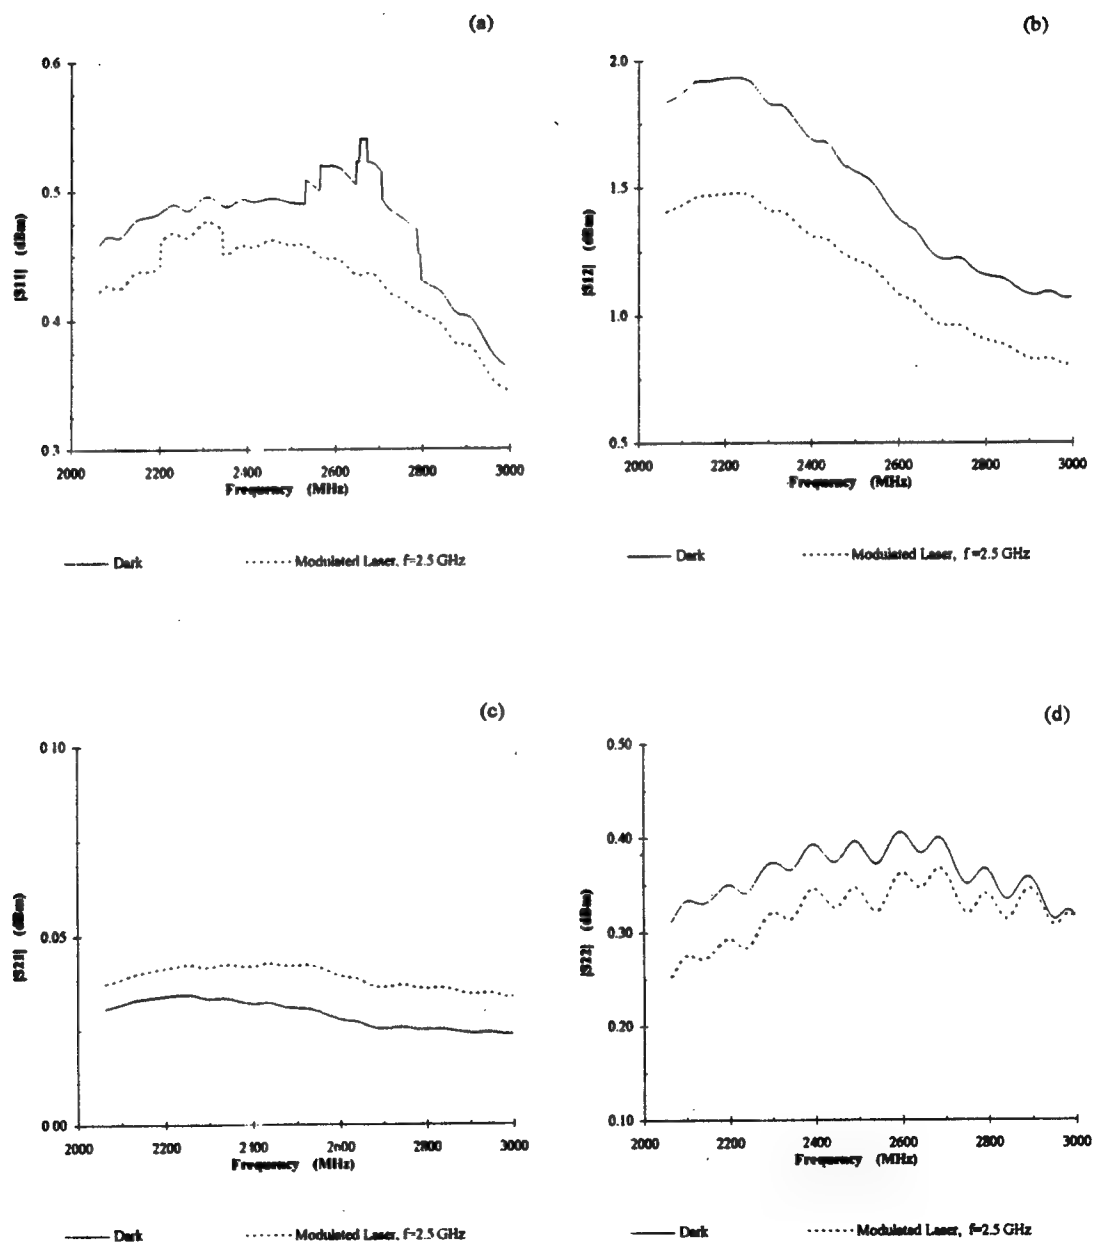 (a)
0.6
0.5
0.4
0.3
|S11| (dBm)
2000 2200 2400 2600 2800 3000
Frequency (MHz)
Dark Modulated Laser, f=2.5 GHz
(b)
2.0
1.5
1.0
0.5
|S12| (dBm)
2000 2200 2400 2600 2800 3000
Frequency (MHz)
Dark Modulated Laser, f=2.5 GHz
(c)
0.10
0.05
0.00
|S21| (dBm)
2000 2200 2400 2600 2800 3000
Frequency (MHz)
Dark Modulated Laser, f=2.5 GHz
(d)
0.50
0.40
0.30
0.20
0.10
|S22| (dBm)
2000 2200 2400 2600 2800 3000
Frequency (MHz)
Dark Modulated Laser, f=2.5 GHz